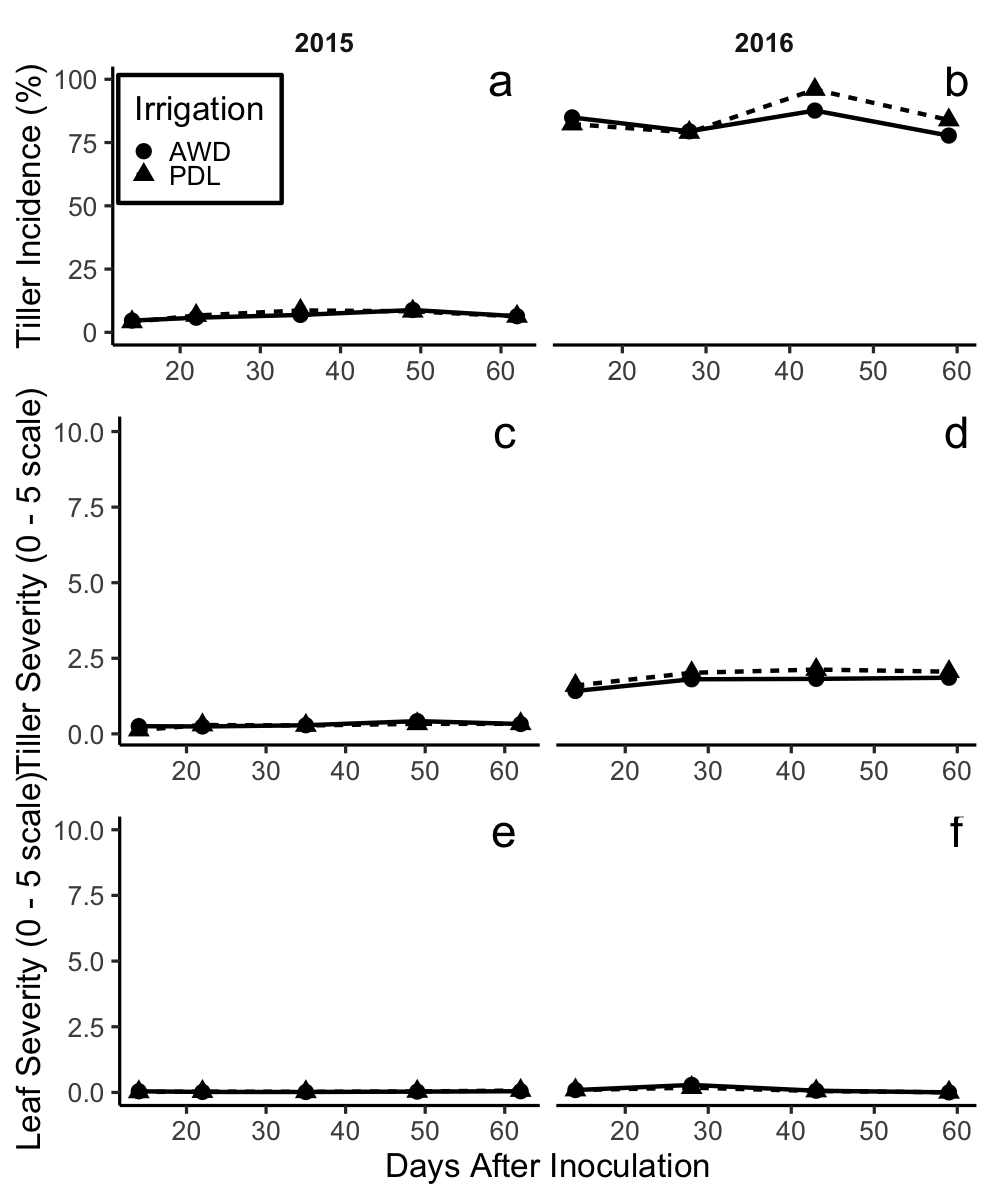 2015
2016
Tiller Incidence (%)
100
75
50
25
0
Irrigation
AWD
PDL
a
b
20 30 40 50 60
20 30 40 50 60
Tiller Severity (0 - 5 scale)
10.0
7.5
5.0
2.5
0.0
c
d
20 30 40 50 60
20 30 40 50 60
Leaf Severity (0 - 5 scale)
10.0
7.5
5.0
2.5
0.0
e
f
20 30 40 50 60
20 30 40 50 60
Days After Inoculation